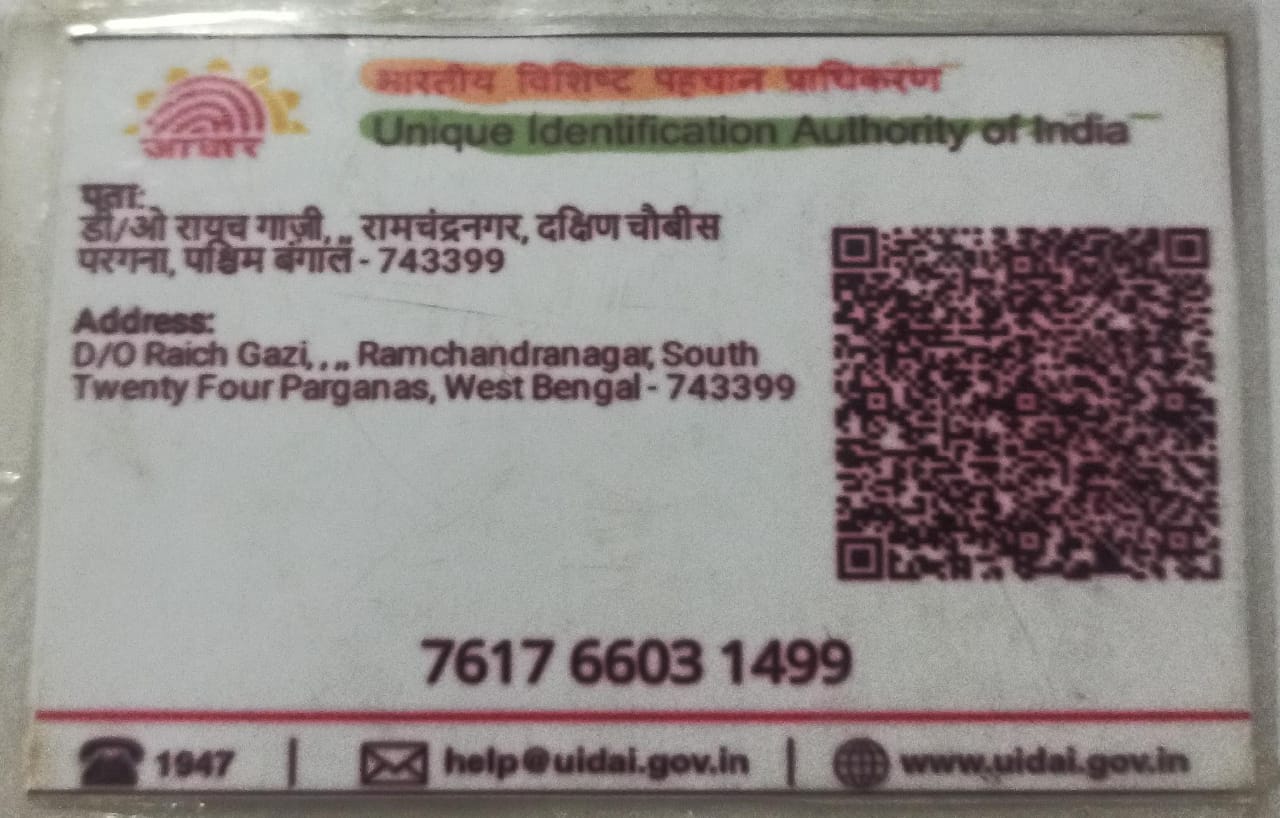 आधार
भारतीय विशिष्ट पहचान प्राधिकरण
Unique Identification Authority of India
पता:
डी/ओ रायच गाज़ी, , ,, रामचंद्रनगर, दक्षिण चौबीस
परगना, पश्चिम बंगाल - 743399
Address:
D/O Raich Gazi, , ,, Ramchandranagar, South
Twenty Four Parganas, West Bengal - 743399
7617 6603 1499
1947 | help@uidai.gov.in | www.uidai.gov.in